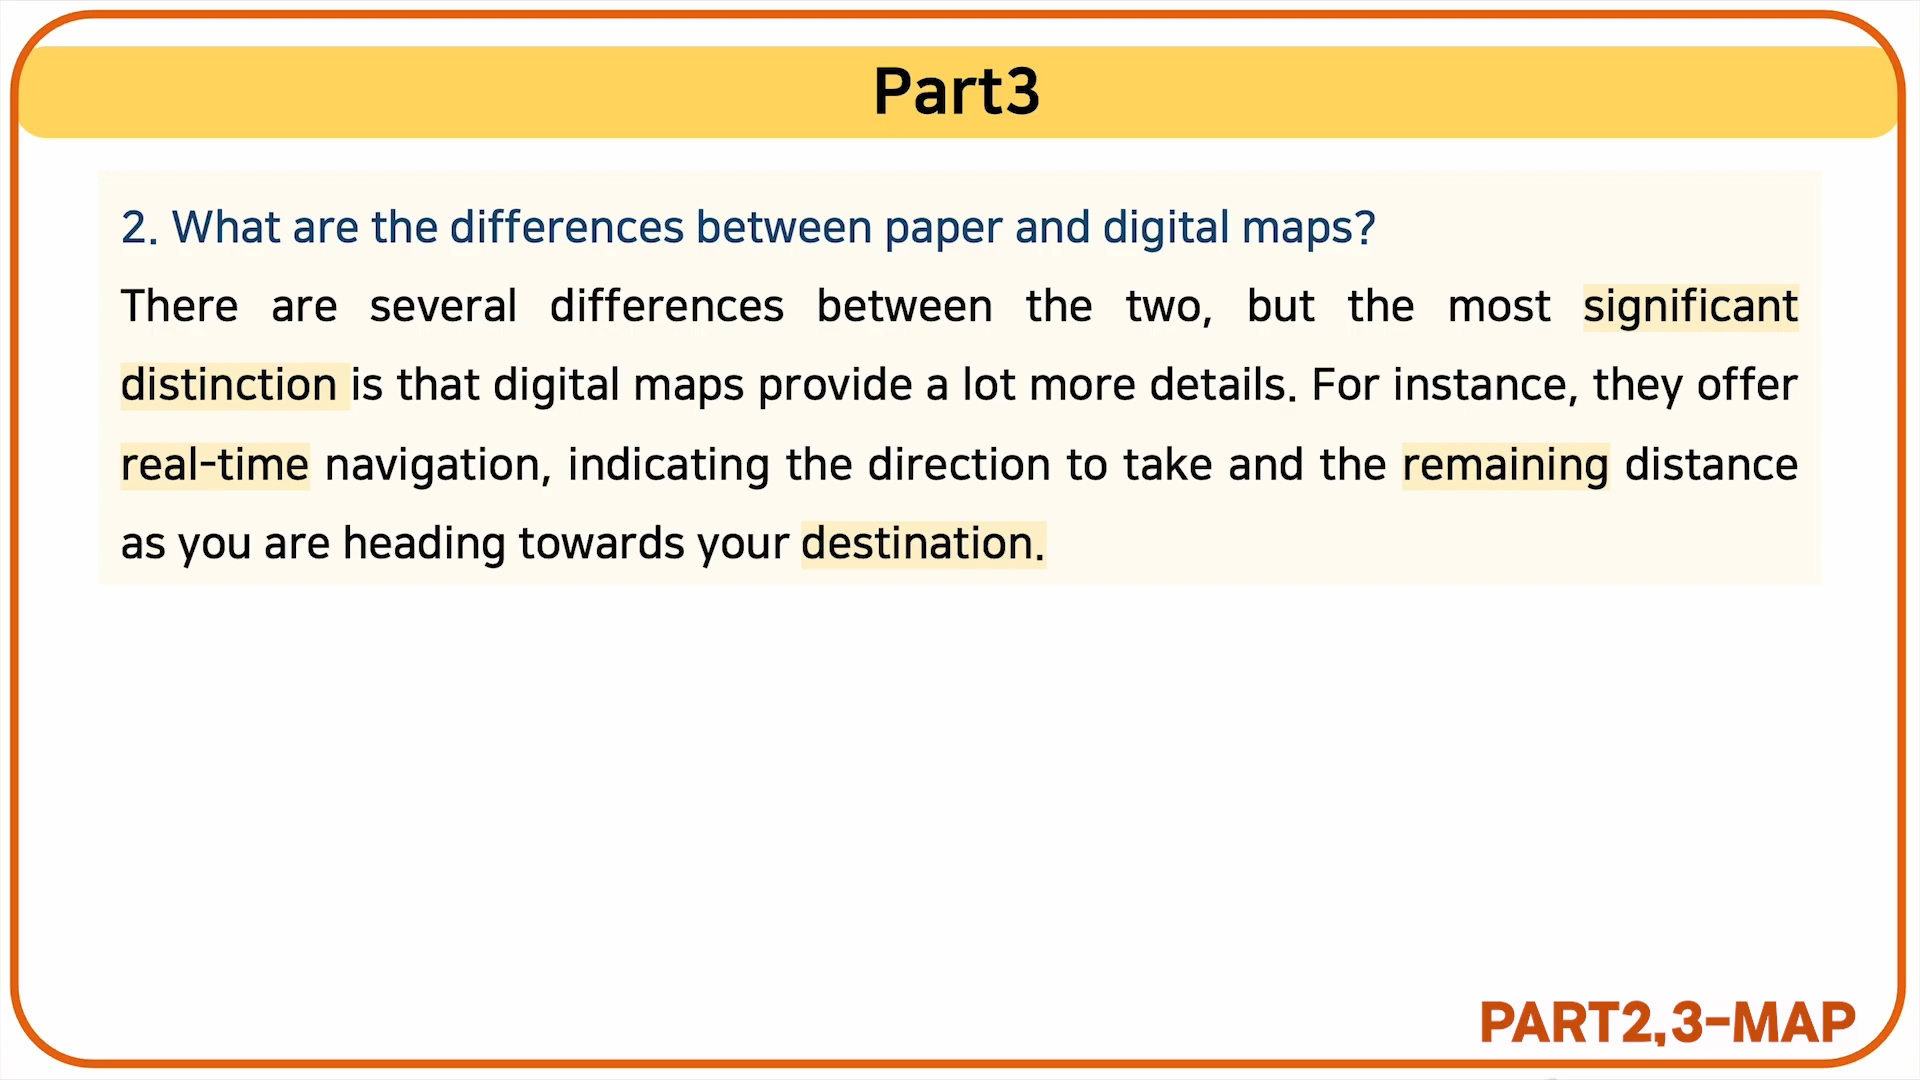 Part3
2. What are the differences between paper and digital maps?
There are several differences between the two, but the most significant
distinction is that digital maps provide a lot more details. For instance, they offer
real-time navigation, indicating the direction to take and the remaining distance
as you are heading towards your destination.
PART2,3-MAP